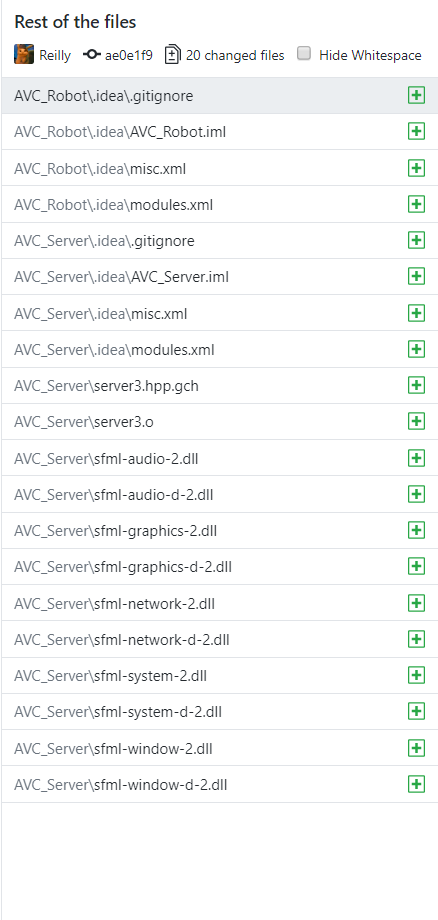 Rest of the files
Reilly ae0e1f9 20 changed files Hide Whitespace
AVC_Robot\.idea\.gitignore
AVC_Robot\.idea\AVC_Robot.iml
AVC_Robot\.idea\misc.xml
AVC_Robot\.idea\modules.xml
AVC_Server\.idea\.gitignore
AVC_Server\.idea\AVC_Server.iml
AVC_Server\.idea\misc.xml
AVC_Server\.idea\modules.xml
AVC_Server\server3.hpp.gch
AVC_Server\server3.o
AVC_Server\sfml-audio-2.dll
AVC_Server\sfml-audio-d-2.dll
AVC_Server\sfml-graphics-2.dll
AVC_Server\sfml-graphics-d-2.dll
AVC_Server\sfml-network-2.dll
AVC_Server\sfml-network-d-2.dll
AVC_Server\sfml-system-2.dll
AVC_Server\sfml-system-d-2.dll
AVC_Server\sfml-window-2.dll
AVC_Server\sfml-window-d-2.dll